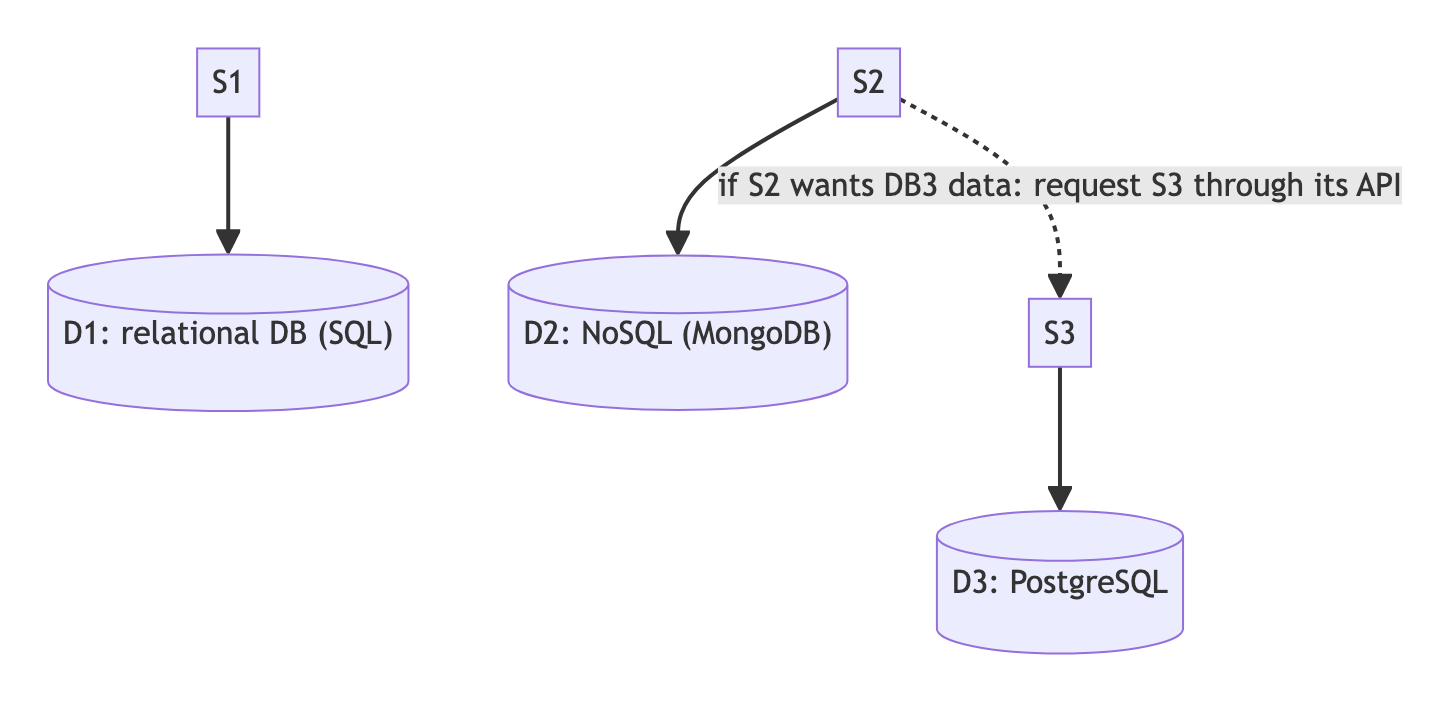 S1
S2
if S2 wants DB3 data: request S3 through its API
D1: relational DB (SQL)
D2: NoSQL (MongoDB)
S3
D3: PostgreSQL